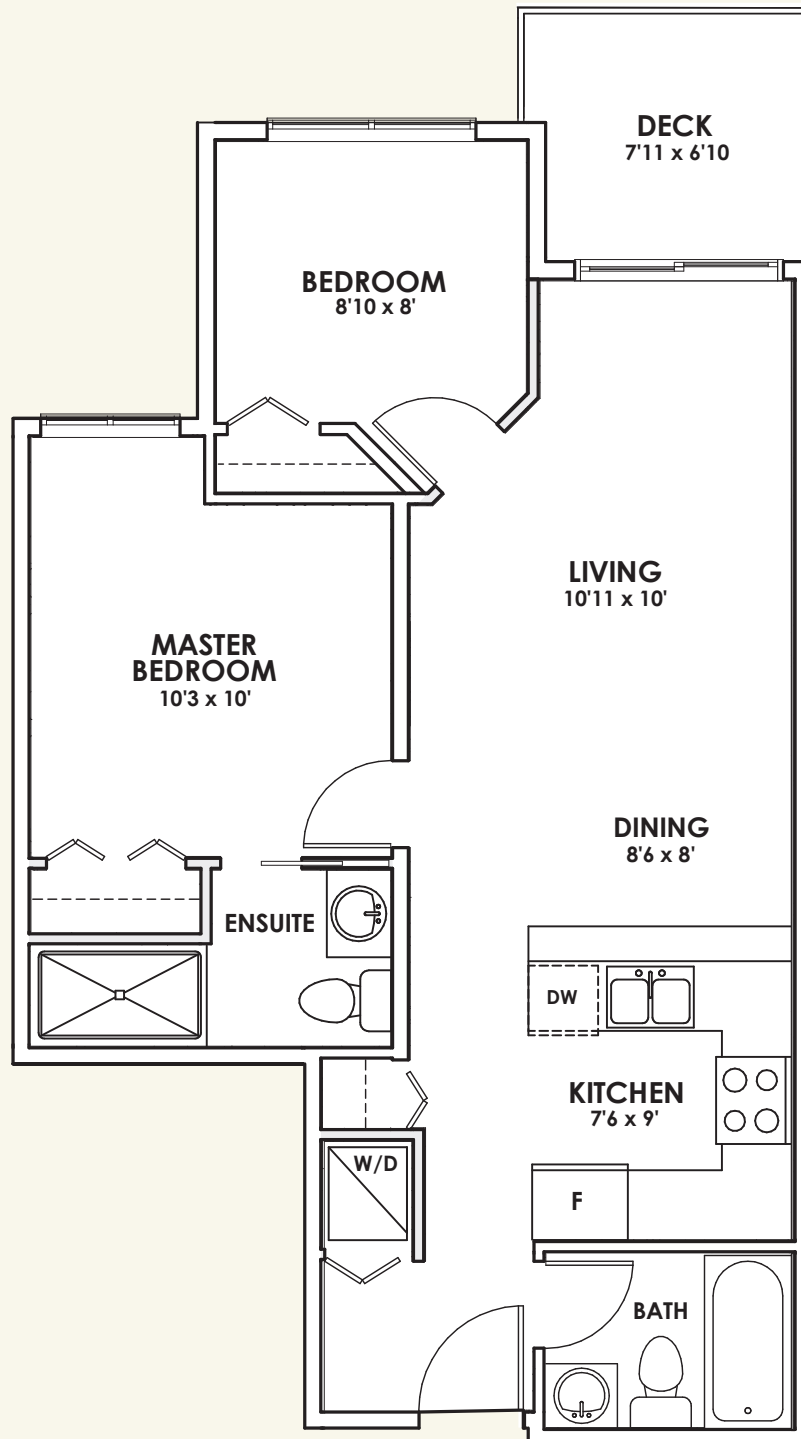 DECK
7'11 x 6'10
BEDROOM
8'10 x 8'
LIVING
10'11 x 10'
MASTER
BEDROOM
10'3 x 10'
DINING
8'6 x 8'
ENSUITE
DW
KITCHEN
7'6 x 9'
W/D
F
BATH